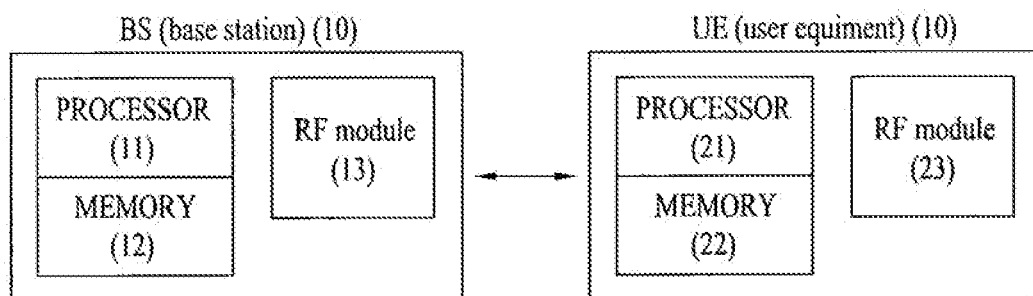 BS (base station) (10)
PROCESSOR
(11)
MEMORY
(12)
RF module
(13)
UE (user equiment) (10)
PROCESSOR
(21)
MEMORY
(22)
RF module
(23)